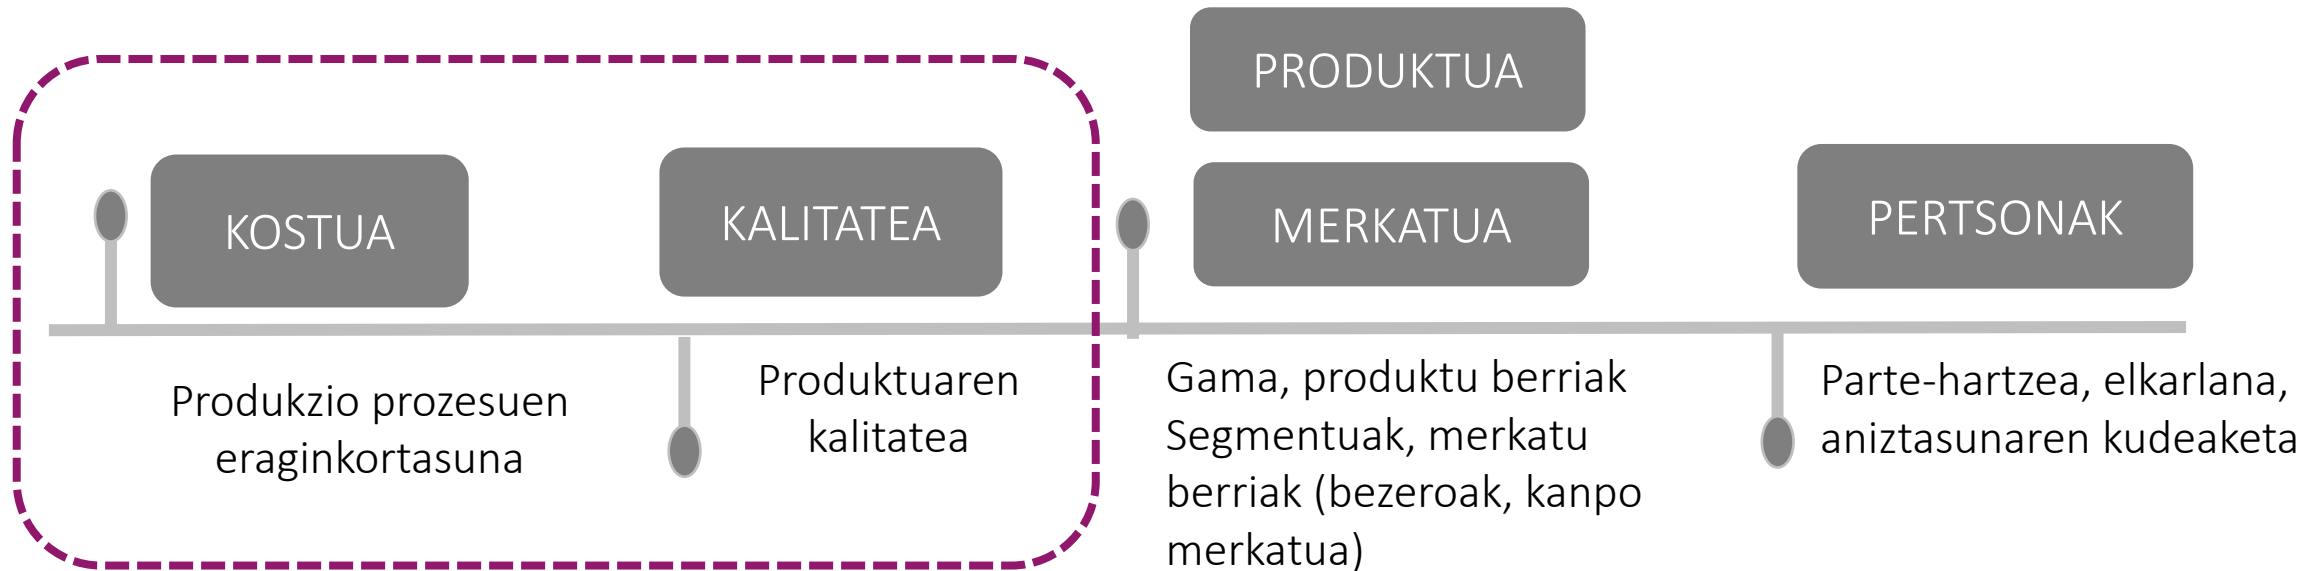 KOSTUA
Produkzio prozesuen
eraginkortasuna
KALITATEA
Produktuaren
kalitatea
PRODUKTUA
MERKATUA
Gama, produktu berriak
Segmentuak, merkatu
berriak (bezeroak, kanpo
merkatua)
PERTSONAK
Parte-hartzea, elkarlana,
aniztasunaren kudeaketa